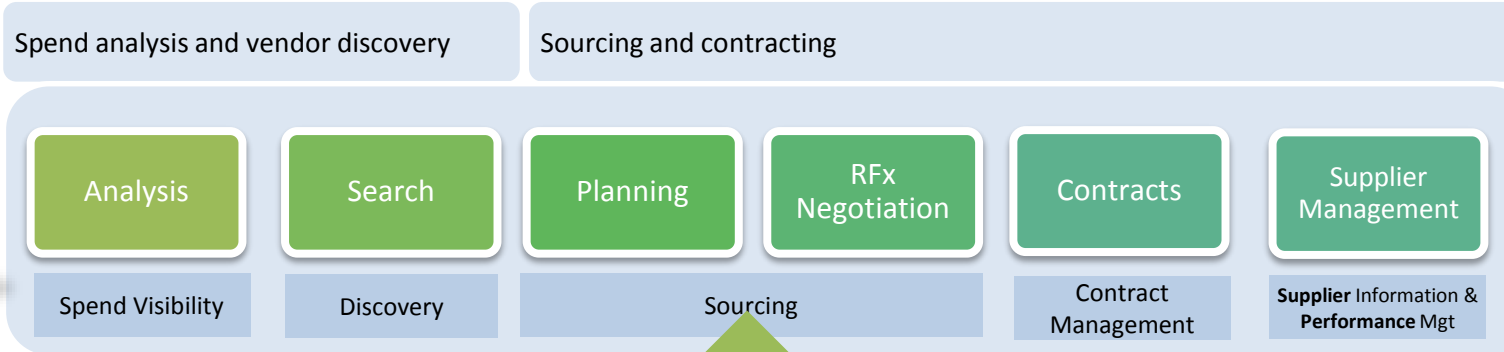 Spend analysis and vendor discovery
Sourcing and contracting
Analysis
Search
Planning
RFx
Negotiation
Contracts
Supplier
Management
Spend Visibility
Discovery
Sourcing
Contract
Management
Supplier Information &
Performance Mgt